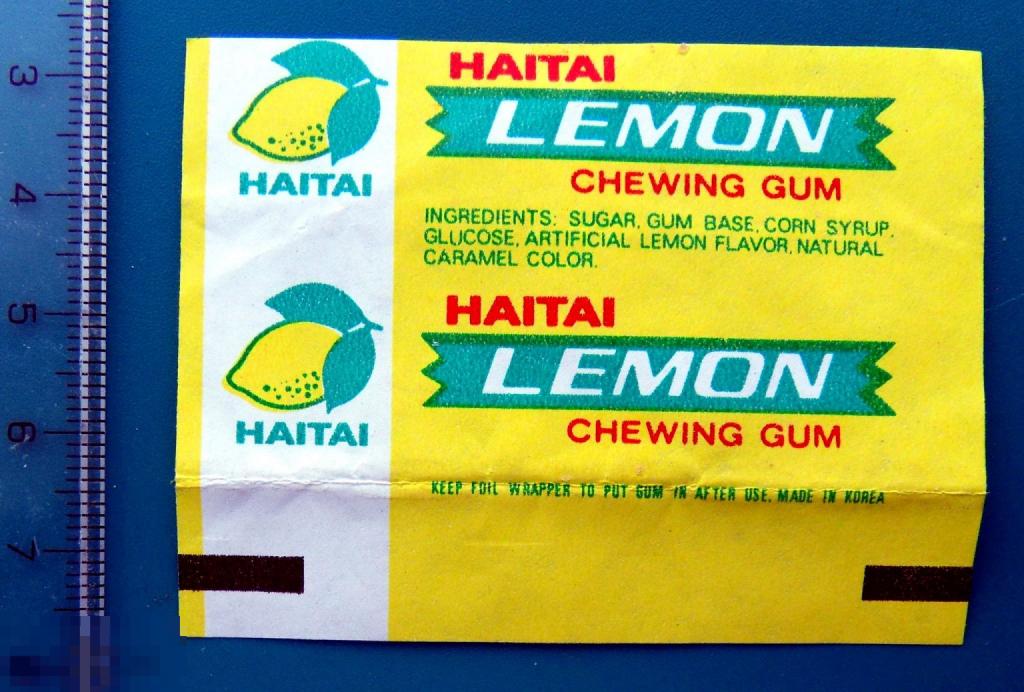 HAITAI
LEMON
CHEWING GUM
HAITAI
INGREDIENTS: SUGAR, GUM BASE, CORN SYRUP,
GLUCOSE, ARTIFICIAL LEMON FLAVOR, NATURAL
CARAMEL COLOR.
HAITAI
LEMON
CHEWING GUM
HAITAI
KEEP FOIL WRAPPER TO PUT GUM IN AFTER USE. MADE IN KOREA
3
4
5
6
7